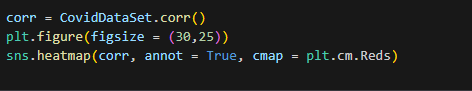 corr = CovidDataSet.corr()
plt.figure(figsize = (30,25))
sns.heatmap(corr, annot = True, cmap = plt.cm.Reds)